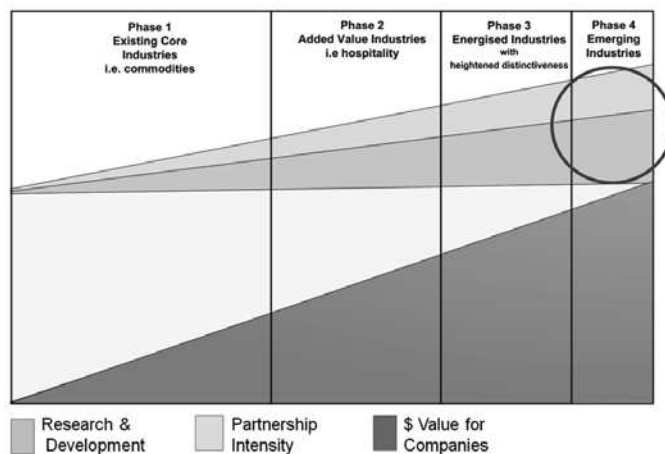 Phase 1
Existing Core
Industries
i.e. commodities
Phase 2
Added Value Industries
i.e hospitality
Phase 3
Energised Industries
with
heightened distinctiveness
Phase 4
Emerging
Industries
Research &
Development
Partnership
Intensity
$ Value for
Companies